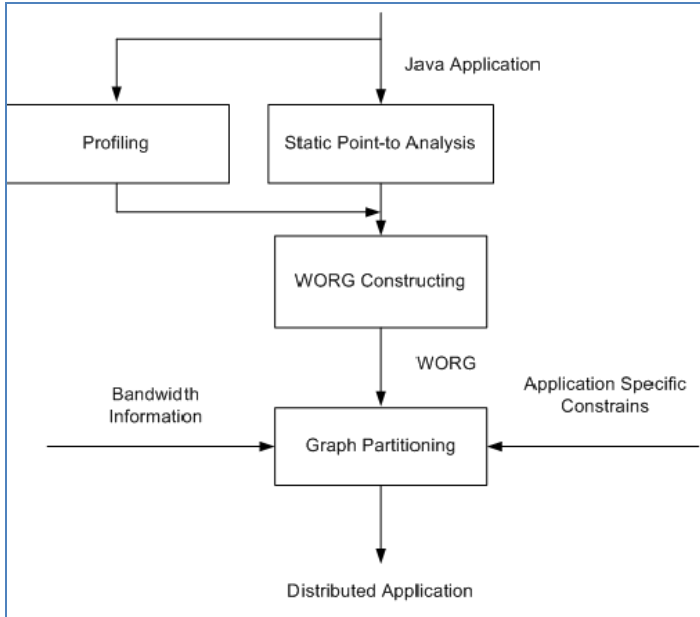 Java Application
Profiling
Static Point-to Analysis
WORG Constructing
WORG
Bandwidth
Information
Application Specific
Constrains
Graph Partitioning
Distributed Application